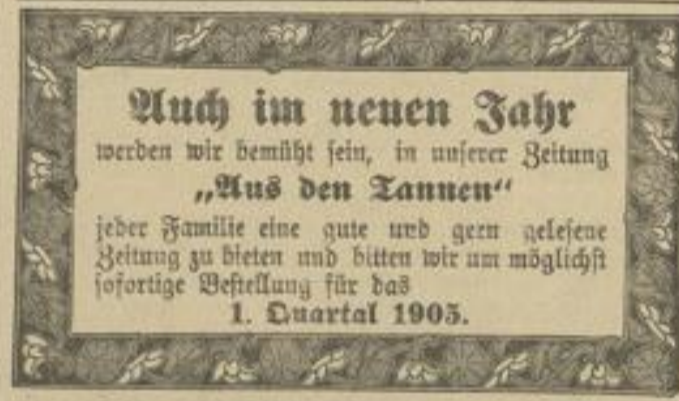 Auch im neuen Jahr
werden wir bemüht sein, in unserer Zeitung
„Aus den Tannen“
jeder Familie eine gute und gern gelesene
Zeitung zu bieten und bitten wir um möglichst
sofortige Bestellung für das
1. Quartal 1905.